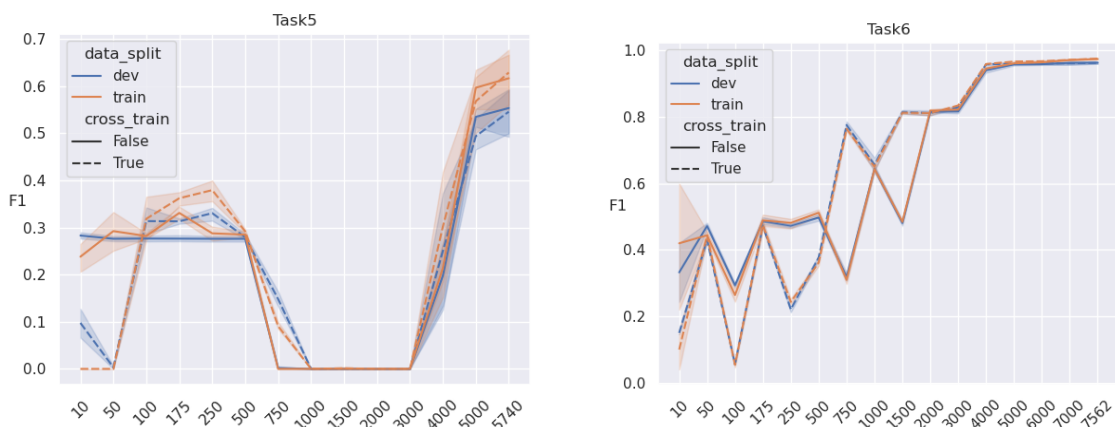 Task5
0.7
data_split
dev
train
cross_train
False
True
0.6
0.5
0.4
F1
0.3
0.2
0.1
0.0
10 50 100 175 250 500 750 1000 1500 2000 3000 4000 5000 5740
Task6
1.0
data_split
dev
train
cross_train
False
True
0.8
0.6
F1
0.4
0.2
0.0
10 50 100 175 250 500 750 1000 1500 2000 3000 4000 5000 6000 7000 7562